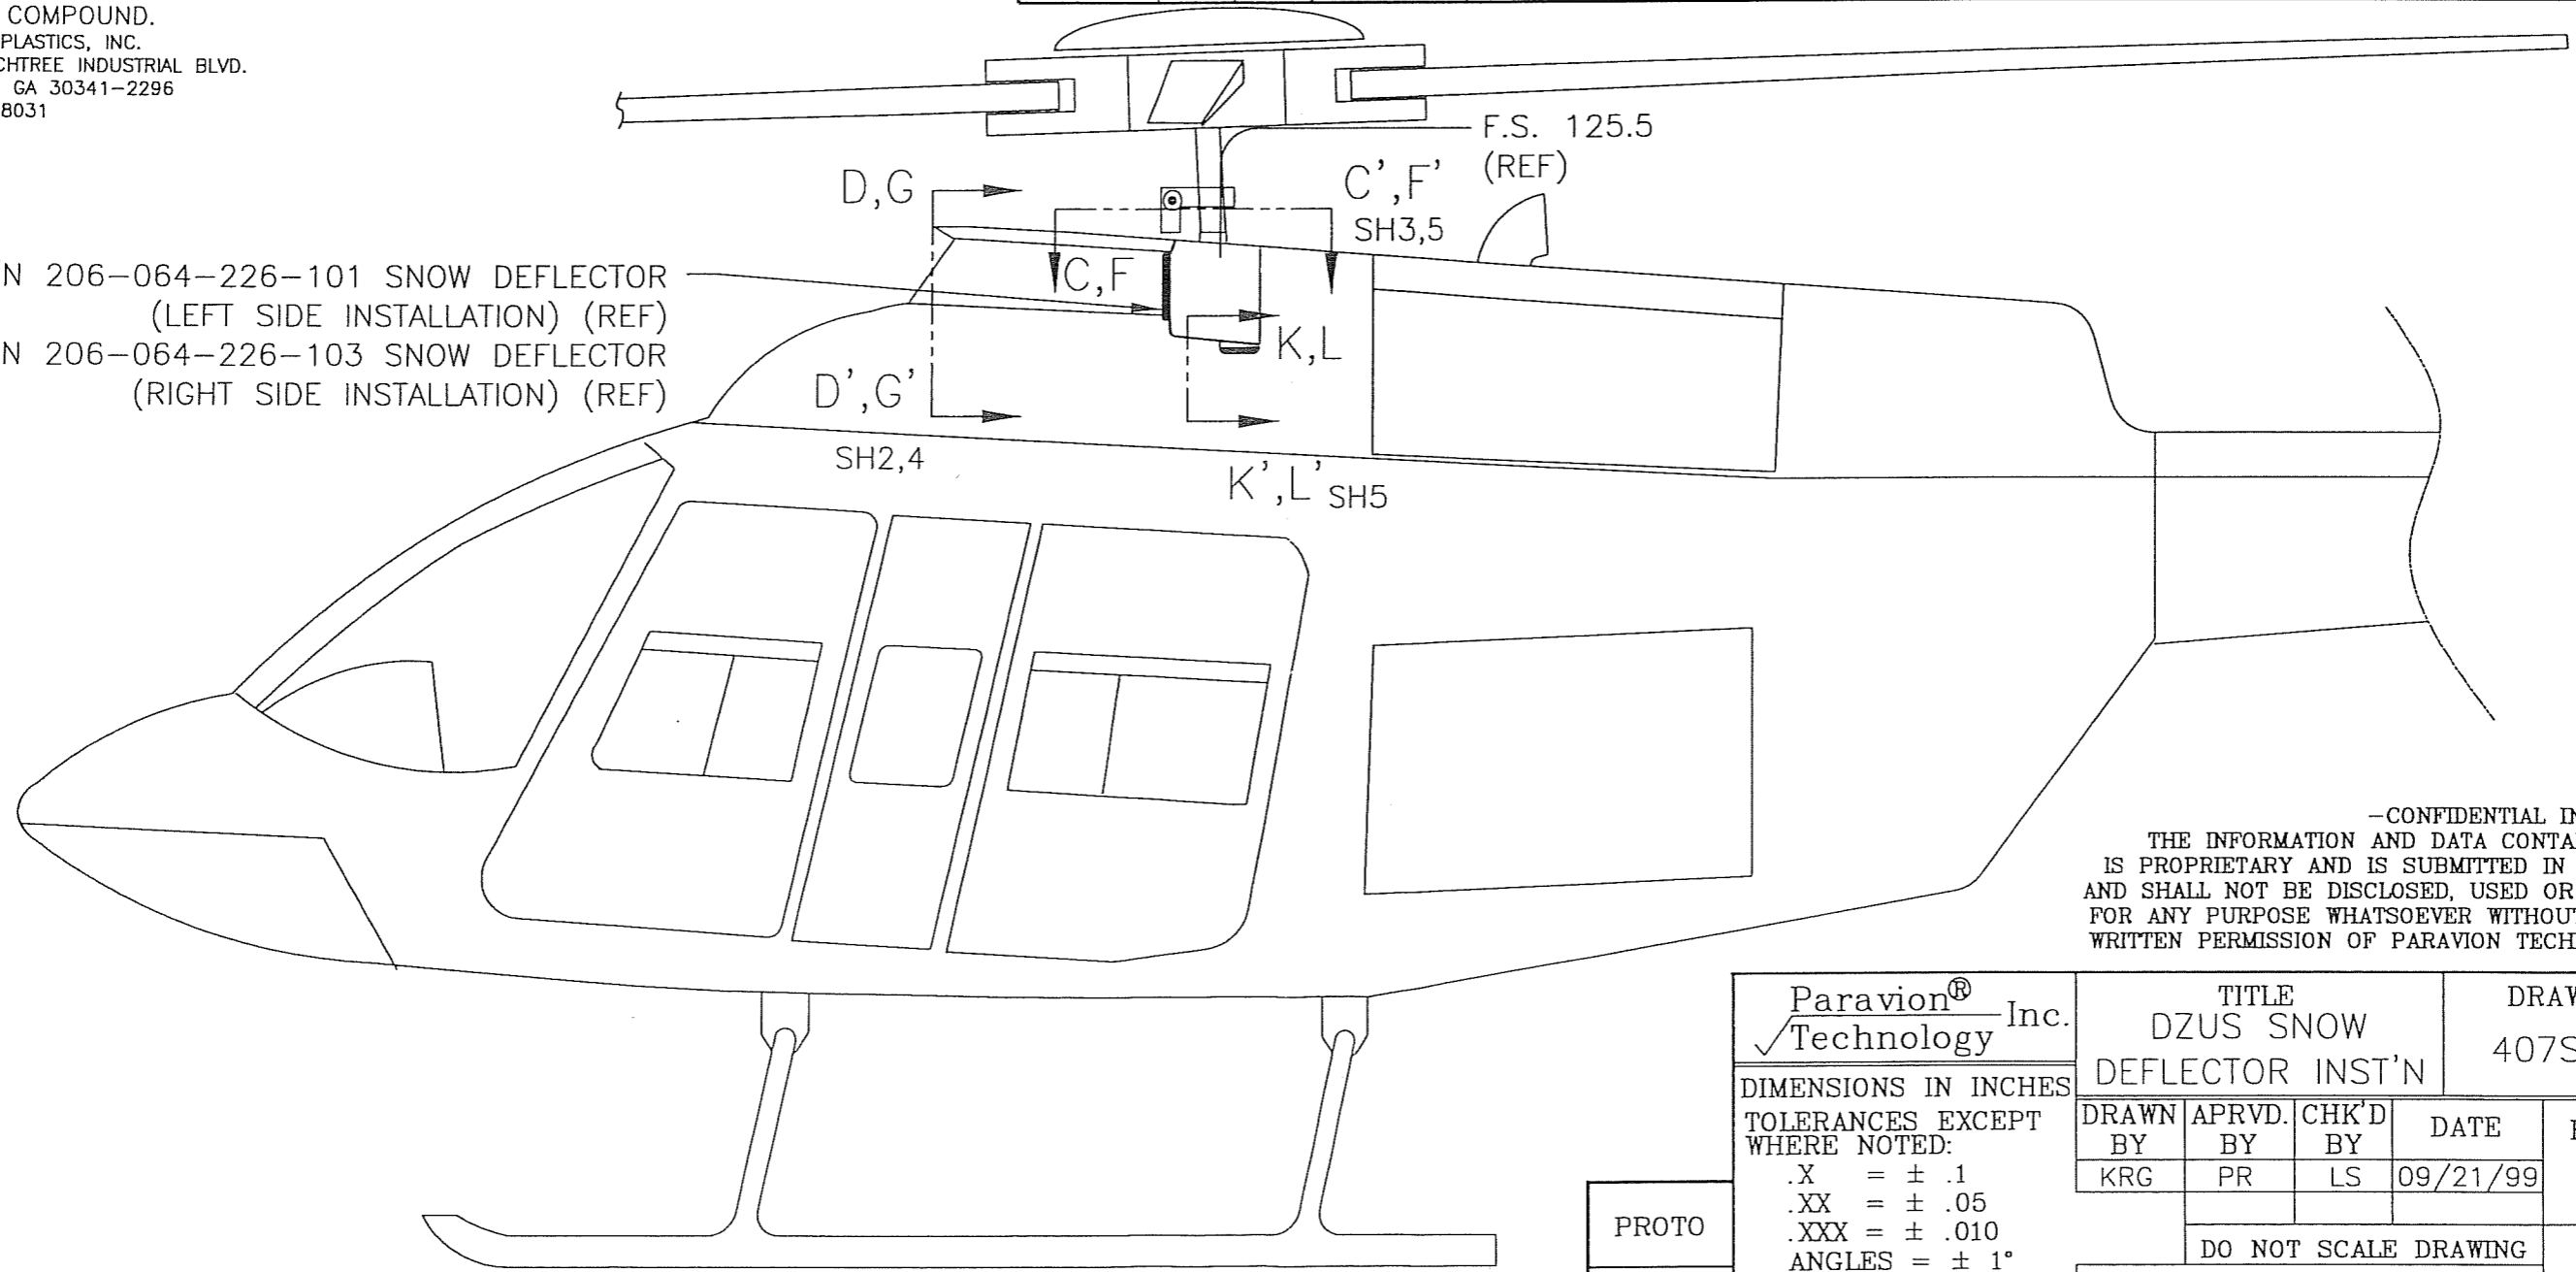 COMPOUND.
PLASTICS, INC.
CHTREE INDUSTRIAL BLVD.
GA 30341-2296
8031
F.S. 125.5
(REF)
D,G
C',F'
SH3,5
C,F
N 206-064-226-101 SNOW DEFLECTOR
(LEFT SIDE INSTALLATION) (REF)
N 206-064-226-103 SNOW DEFLECTOR
(RIGHT SIDE INSTALLATION) (REF)
K,L
D',G'
SH2,4
K',L' SH5
-CONFIDENTIAL IN
THE INFORMATION AND DATA CONTA
IS PROPRIETARY AND IS SUBMITTED IN
AND SHALL NOT BE DISCLOSED, USED OR
FOR ANY PURPOSE WHATSOEVER WITHOUT
WRITTEN PERMISSION OF PARAVION TECH
Paravion®
Technology Inc.
TITLE
DZUS SNOW
DEFLECTOR INST'N
DRAW
407S
DIMENSIONS IN INCHES
TOLERANCES EXCEPT
WHERE NOTED:
.X = ± .1
.XX = ± .05
.XXX = ± .010
ANGLES = ± 1°
DRAWN BY APRVD. BY CHK'D BY DATE
KRG PR LS 09/21/99
DO NOT SCALE DRAWING
PROTO